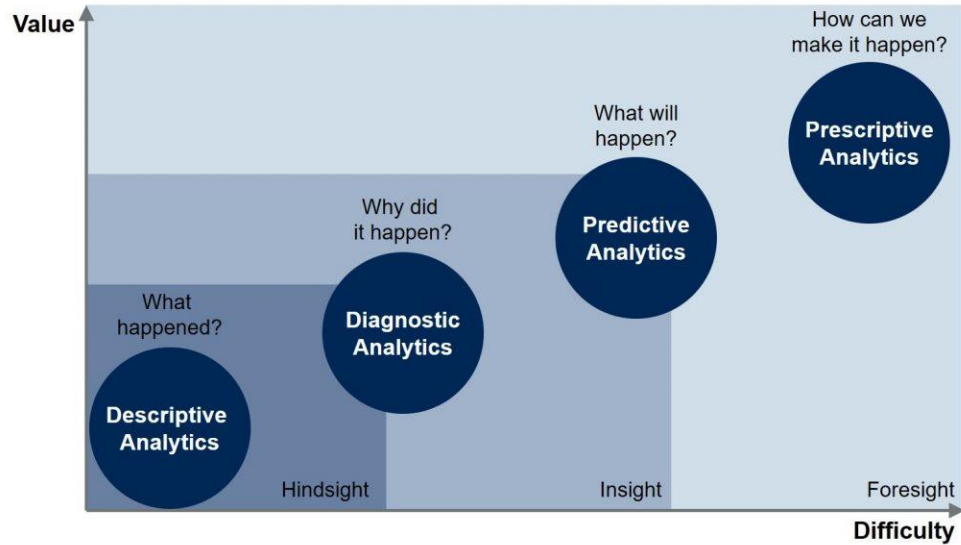 Value
How can we
make it happen?
Prescriptive
Analytics
What will
happen?
Predictive
Analytics
Why did
it happen?
Diagnostic
Analytics
What
happened?
Descriptive
Analytics
Hindsight
Insight
Foresight
Difficulty